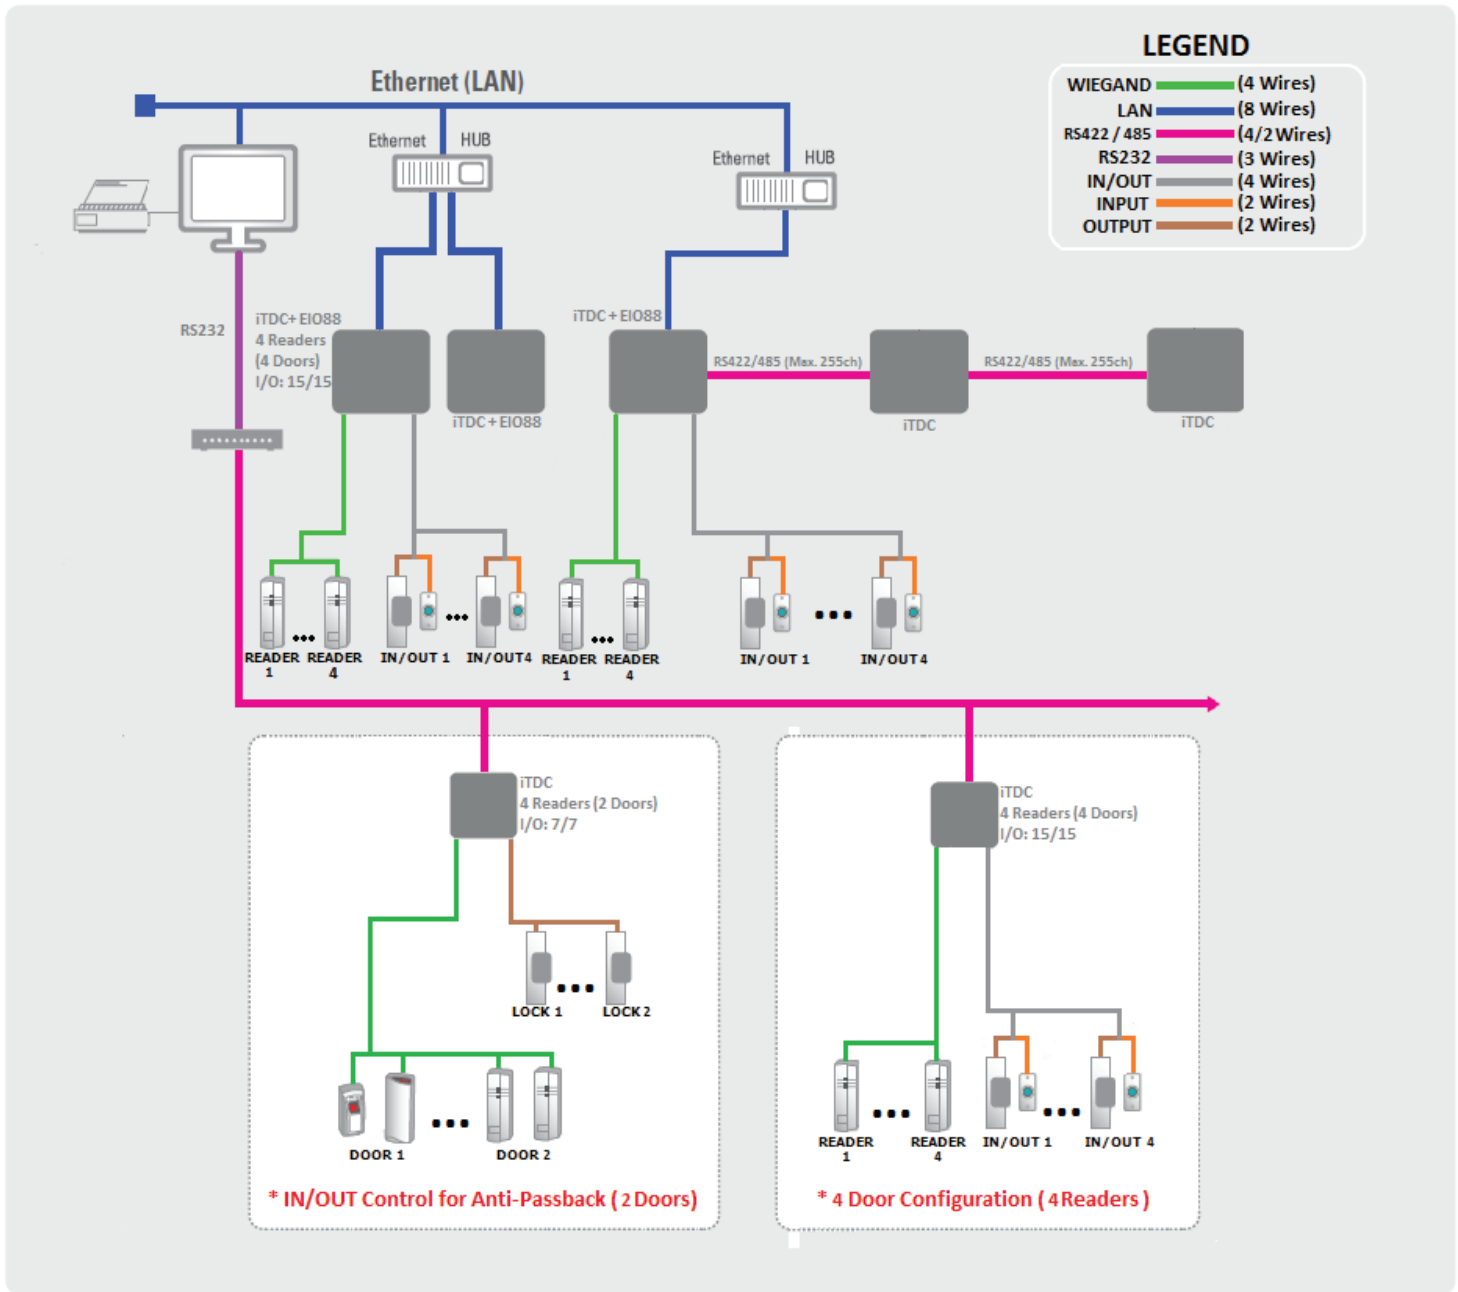 LEGEND
WIEGAND (4 Wires)
LAN (8 Wires)
RS422 / 485 (4/2 Wires)
RS232 (3 Wires)
IN/OUT (4 Wires)
INPUT (2 Wires)
OUTPUT (2 Wires)
Ethernet (LAN)
Ethernet HUB
Ethernet HUB
RS232
iTDC+ EIO88
4 Readers
(4 Doors)
I/O: 15/15
iTDC + EIO88
iTDC + EIO88
RS422/485 (Max. 255ch)
iTDC
RS422/485 (Max. 255ch)
iTDC
READER
1
READER
4
IN/OUT 1
IN/OUT4
READER
1
READER
4
IN/OUT 1
IN/OUT 4
iTDC
4 Readers (2 Doors)
I/O: 7/7
LOCK 1
LOCK 2
DOOR 1
DOOR 2
* IN/OUT Control for Anti-Passback ( 2 Doors)
iTDC
4 Readers (4 Doors)
I/O: 15/15
READER
1
READER
4
IN/OUT 1
IN/OUT 4
* 4 Door Configuration ( 4 Readers )